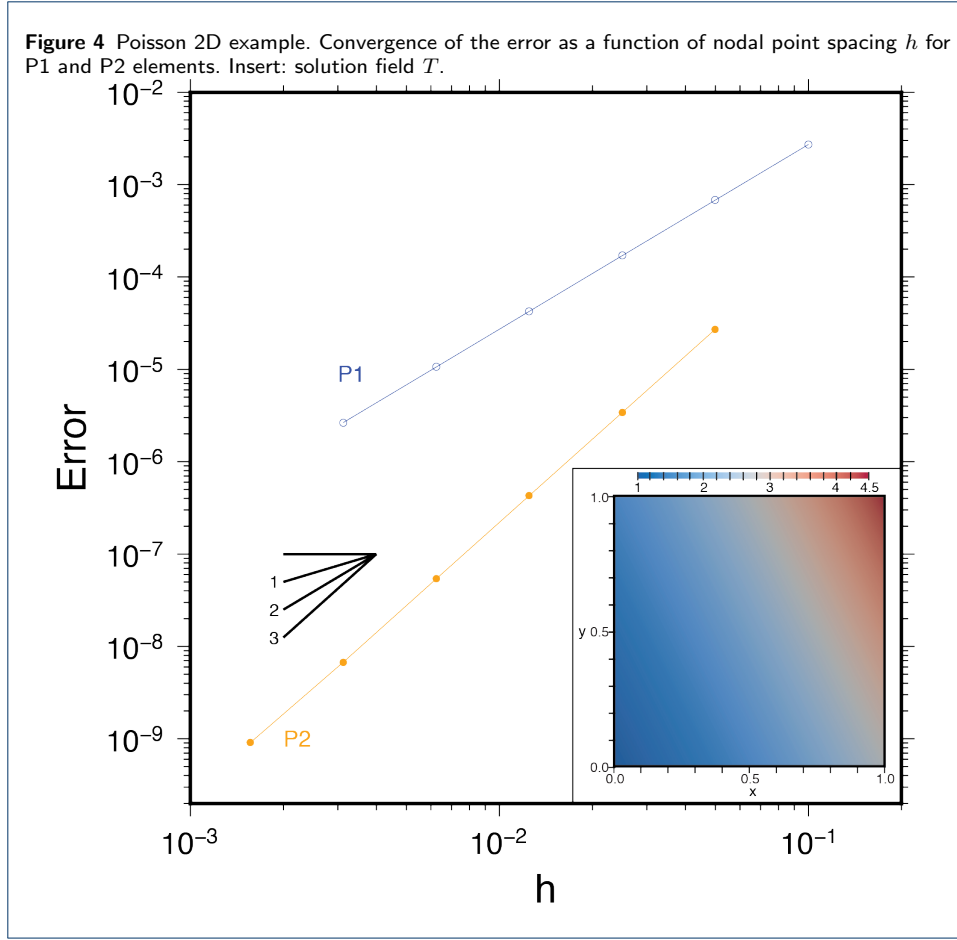 Figure 4 Poisson 2D example. Convergence of the error as a function of nodal point spacing h for
P1 and P2 elements. Insert: solution field T.
10−2
10−3
10−4
10−5
10−6
10−7
10−8
10−9
Error
P1
P2
1
2
3
1 2 3 4 4.5
1.0
y 0.5
0.0
0.0 0.5 1.0
x
10−3 10−2 10−1
h